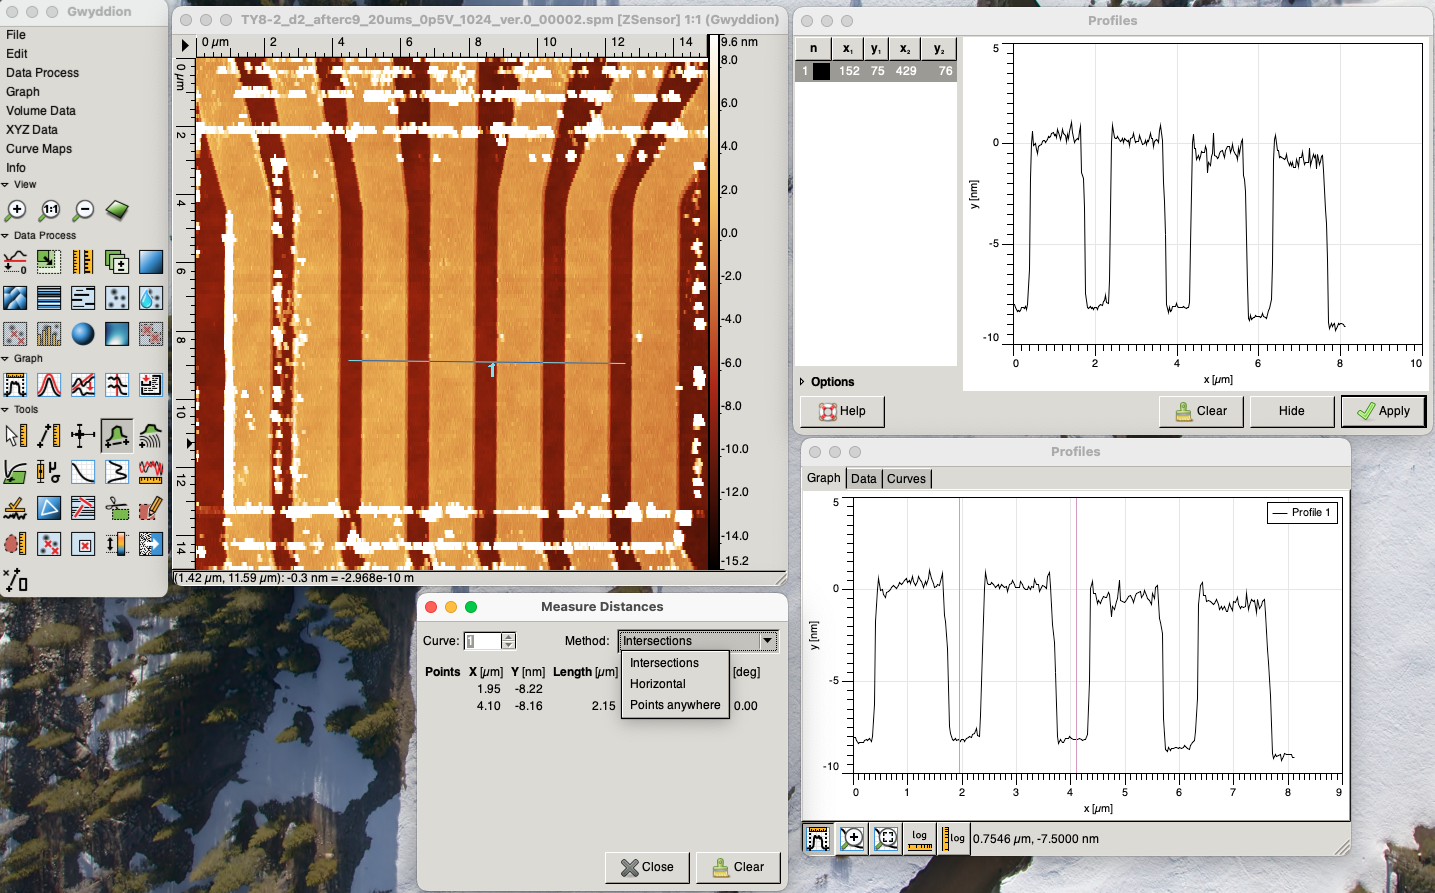 Gwyddion
File
Edit
Data Process
Graph
Volume Data
XYZ Data
Curve Maps
Info
View
1:1
Data Process
0
Graph
Tools
TY8-2_d2_afterc9_20ums_0p5V_1024_ver.0_00002.spm [ZSensor] 1:1 (Gwyddion)
0 µm 2 4 6 8 10 12 14
0 µm
2
4
6
8
10
12
14
1
9.6 nm
8.0
6.0
4.0
2.0
0.0
-2.0
-4.0
-6.0
-8.0
-10.0
-12.0
-14.0
-15.2
(1.42 µm, 11.59 µm): -0.3 nm = -2.968e-10 m
Profiles
n x₁ y₁ x₂ y₂
1 152 75 429 76
Options
5
0
-5
-10
y [nm]
0 2 4 6 8 10
x [µm]
Help
Clear
Hide
Apply
Measure Distances
Curve: 1
Method: Intersections
Intersections
Horizontal
Points anywhere
Points X [µm] Y [nm] Length [µm] [deg]
1.95 -8.22
4.10 -8.16 2.15 0.00
Close
Clear
Profiles
Graph Data Curves
Profile 1
5
0
-5
-10
y [nm]
0 1 2 3 4 5 6 7 8 9
x [µm]
log
log
0.7546 µm, -7.5000 nm